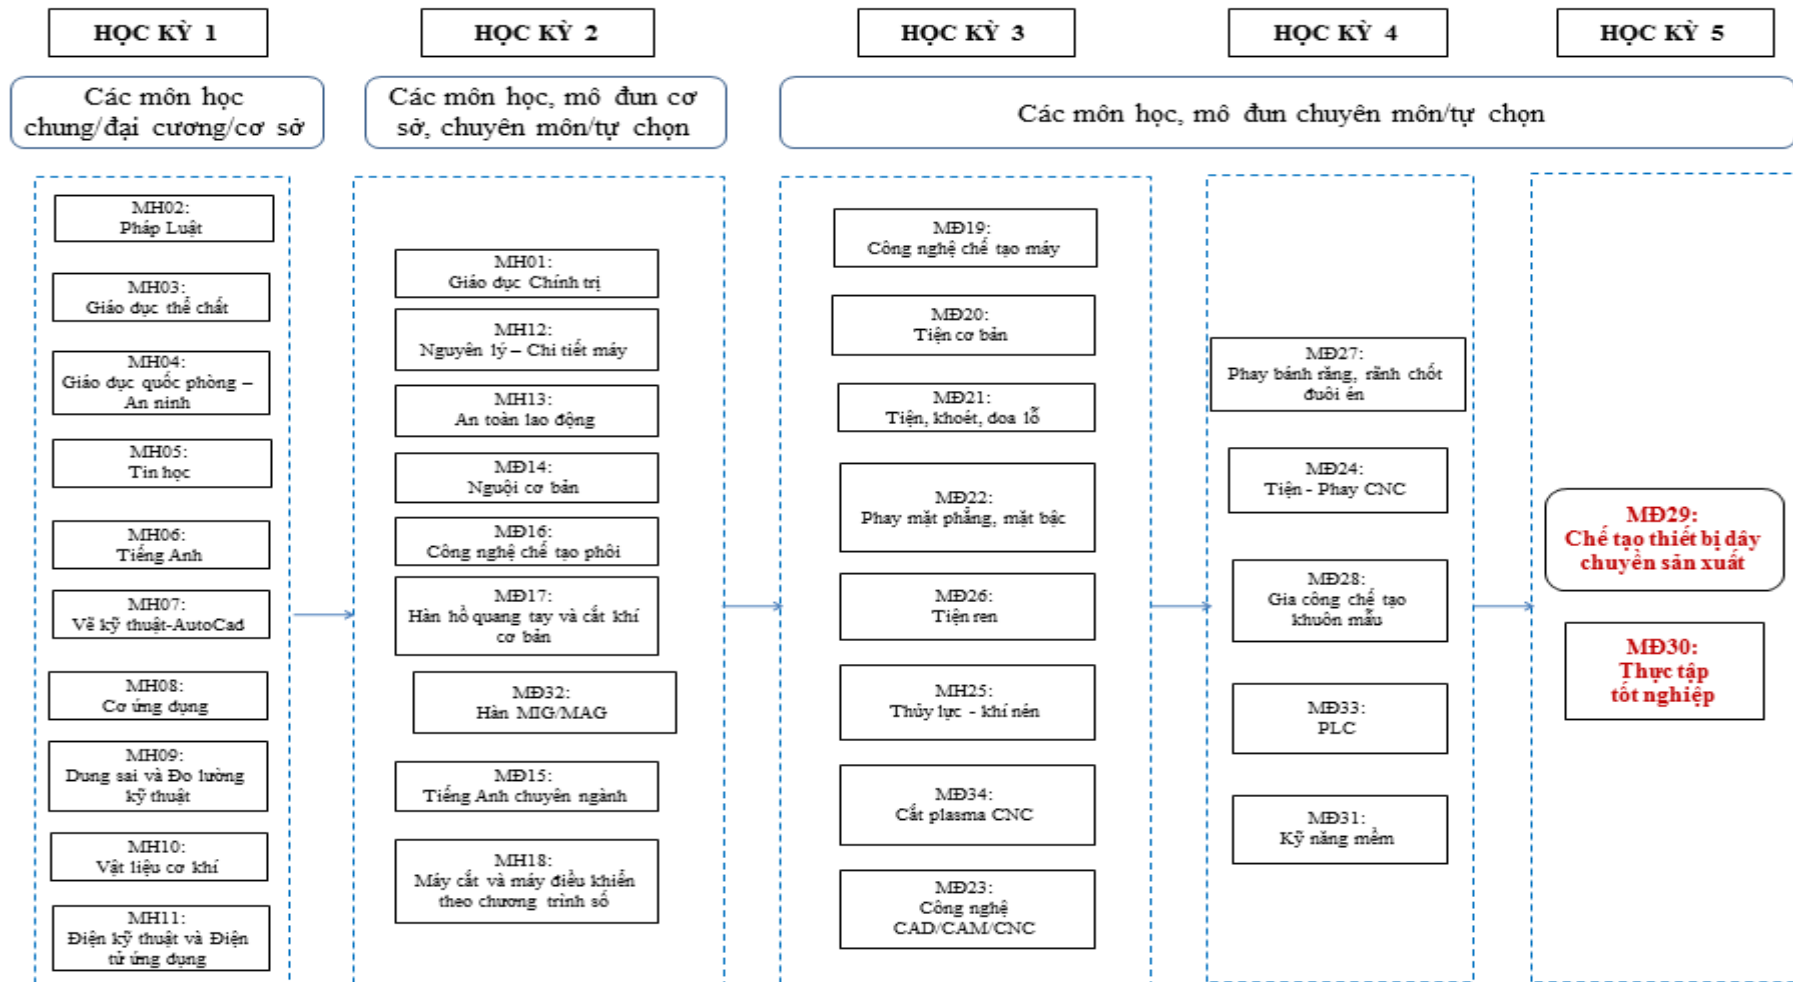 HỌC KỲ 1
Các môn học
chung/đại cương/cơ sở
MH02:
Pháp Luật
MH03:
Giáo dục thể chất
MH04:
Giáo dục quốc phòng –
An ninh
MH05:
Tin học
MH06:
Tiếng Anh
MH07:
Vẽ kỹ thuật-AutoCad
MH08:
Cơ ứng dụng
MH09:
Dung sai và Đo lường
kỹ thuật
MH10:
Vật liệu cơ khí
MH11:
Điện kỹ thuật và Điện
tử ứng dụng
HỌC KỲ 2
Các môn học, mô đun cơ
sở, chuyên môn/tự chọn
MH01:
Giáo dục Chính trị
MH12:
Nguyên lý – Chi tiết máy
MH13:
An toàn lao động
MĐ14:
Nguội cơ bản
MĐ16:
Công nghệ chế tạo phôi
MĐ17:
Hàn hồ quang tay và cắt khí
cơ bản
MĐ32:
Hàn MIG/MAG
MĐ15:
Tiếng Anh chuyên ngành
MH18:
Máy cắt và máy điều khiển
theo chương trình số
HỌC KỲ 3
HỌC KỲ 4
HỌC KỲ 5
Các môn học, mô đun chuyên môn/tự chọn
MĐ19:
Công nghệ chế tạo máy
MĐ20:
Tiện cơ bản
MĐ21:
Tiện, khoét, doa lỗ
MĐ22:
Phay mặt phẳng, mặt bậc
MĐ26:
Tiện ren
MH25:
Thủy lực - khí nén
MĐ34:
Cắt plasma CNC
MĐ23:
Công nghệ
CAD/CAM/CNC
MĐ27:
Phay bánh răng, rãnh chốt
đuôi én
MĐ24:
Tiện - Phay CNC
MĐ28:
Gia công chế tạo
khuôn mẫu
MĐ33:
PLC
MĐ31:
Kỹ năng mềm
MĐ29:
Chế tạo thiết bị dây
chuyền sản xuất
MĐ30:
Thực tập
tốt nghiệp